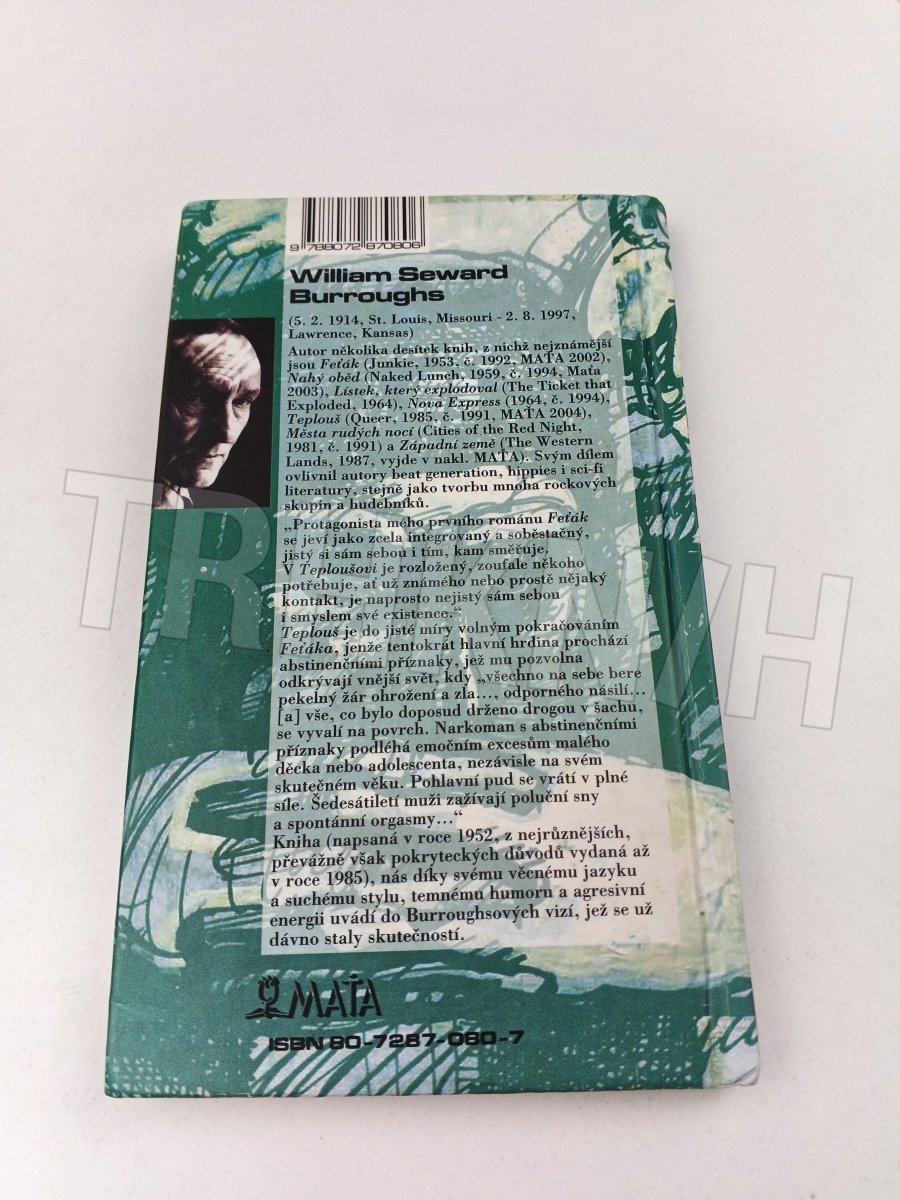 9 788072 870806
William Seward
Burroughs
(5. 2. 1914, St. Louis, Missouri - 2. 8. 1997,
Lawrence, Kansas)
Autor několika desítek knih, z nichž nejznámější
jsou Feťák (Junkie, 1953, č. 1992, MAŤA 2002),
Nahý oběd (Naked Lunch, 1959, č. 1994, Maťa
2003), Lístek, který explodoval (The Ticket that
Exploded, 1964), Nova Express (1964, č. 1994),
Teplouš (Queer, 1985, č. 1991, MAŤA 2004),
Města rudých nocí (Cities of the Red Night,
1981, č. 1991) a Západní země (The Western
Lands, 1987, vyjde v nakl. MAŤA). Svým dílem
ovlivnil autory beat generation, hippies i sci-fi
literatury, stejně jako tvorbu mnoha rockových
skupin a hudebníků.
„Protagonista mého prvního románu Feťák
se jeví jako zcela integrovaný a soběstačný,
jistý si sám sebou i tím, kam směřuje.
V Teploušovi je rozložený, zoufale někoho
potřebuje, ať už známého nebo prostě nějaký
kontakt, je naprosto nejistý sám sebou
i smyslem své existence.“
Teplouš je do jisté míry volným pokračováním
Feťáka, jenže tentokrát hlavní hrdina prochází
abstinenčními příznaky, jež mu pozvolna
odkrývají vnější svět, kdy „všechno na sebe bere
pekelný žár ohrožení a zla..., odporného násilí...
[a] vše, co bylo doposud drženo drogou v šachu,
se vyvalí na povrch. Narkoman s abstinenčními
příznaky podléhá emočním excesům malého
děcka nebo adolescenta, nezávisle na svém
skutečném věku. Pohlavní pud se vrátí v plné
síle. Šedesátiletí muži zažívají poluční sny
a spontánní orgasmy...“
Kniha (napsaná v roce 1952, z nejrůznějších,
převážně však pokryteckých důvodů vydaná až
v roce 1985), nás díky svému věcnému jazyku
a suchému stylu, temnému humoru a agresivní
energii uvádí do Burroughsových vizí, jež se už
dávno staly skutečností.
MAŤA
ISBN 80-7287-080-7